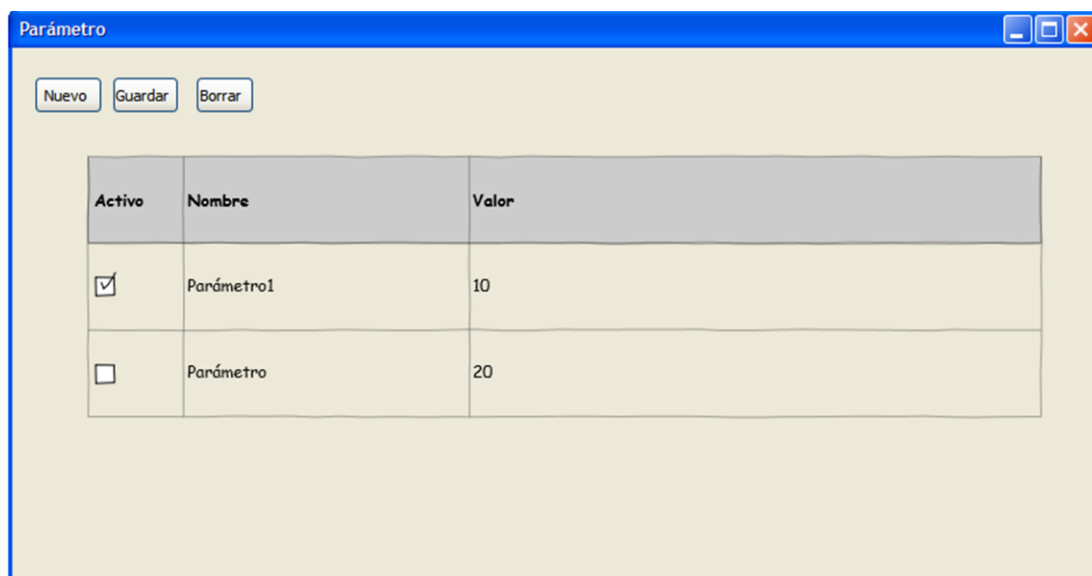 Parámetro
Nuevo Guardar Borrar
Activo Nombre Valor
Parámetro1 10
Parámetro 20